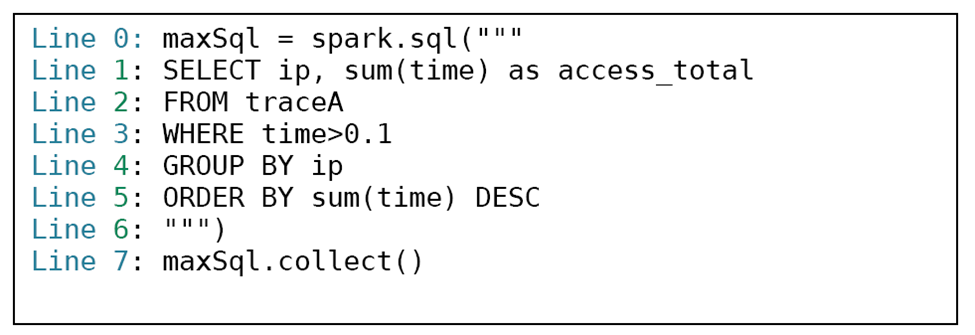 Line 0: maxSql = spark.sql("""
Line 1: SELECT ip, sum(time) as access_total
Line 2: FROM traceA
Line 3: WHERE time>0.1
Line 4: GROUP BY ip
Line 5: ORDER BY sum(time) DESC
Line 6: """)
Line 7: maxSql.collect()